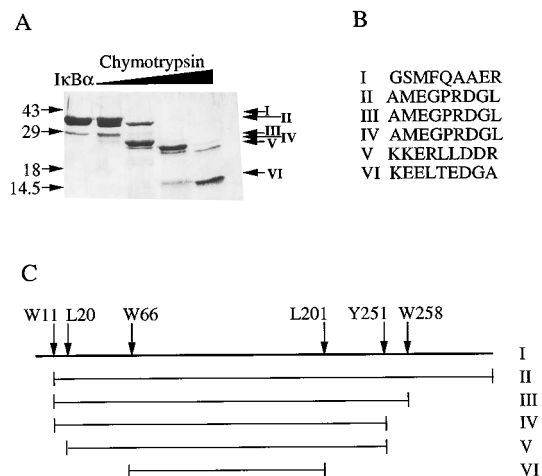 A
B
Chymotrypsin
IκBα
43
29
18
14.5
I
II
III
IV
V
VI
I GSMFQAAER
II AMEGPRDGL
III AMEGPRDGL
IV AMEGPRDGL
V KKERLLDDR
VI KEELTEDGA
C
W11 L20 W66 L201 Y251 W258
I
II
III
IV
V
VI